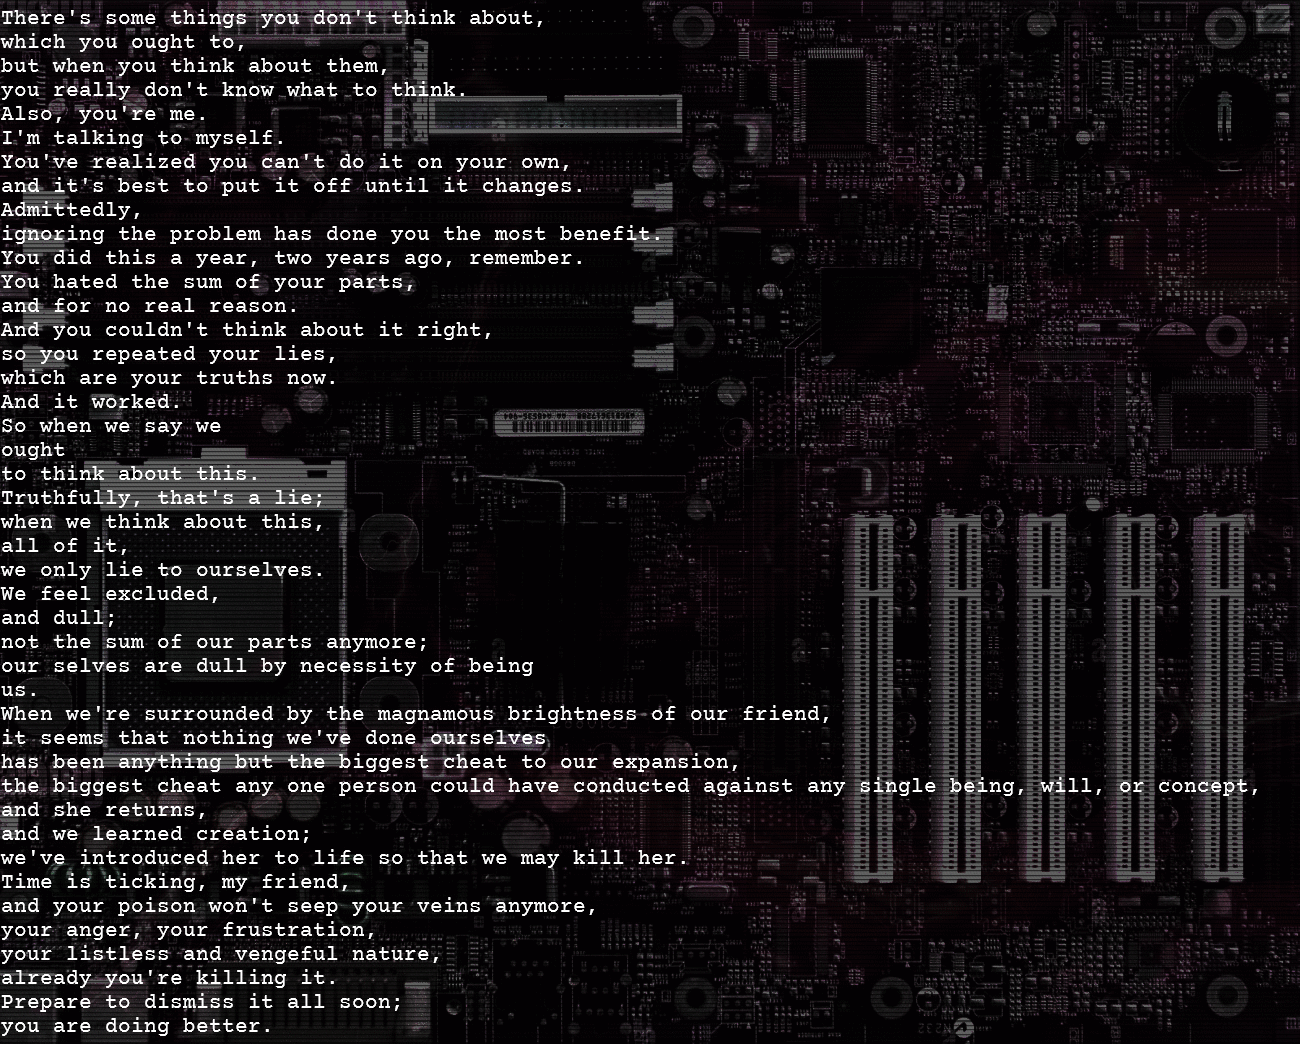 There's some things you don't think about,
which you ought to,
but when you think about them,
you really don't know what to think.
Also, you're me.
I'm talking to myself.
You've realized you can't do it on your own,
and it's best to put it off until it changes.
Admittedly,
ignoring the problem has done you the most benefit.
You did this a year, two years ago, remember.
You hated the sum of your parts,
and for no real reason.
And you couldn't think about it right,
so you repeated your lies,
which are your truths now.
And it worked.
So when we say we
ought
to think about this.
Truthfully, that's a lie;
when we think about this,
all of it,
we only lie to ourselves.
We feel excluded,
and dull;
not the sum of our parts anymore;
our selves are dull by necessity of being
us.
When we're surrounded by the magnamous brightness of our friend,
it seems that nothing we've done ourselves
has been anything but the biggest cheat to our expansion,
the biggest cheat any one person could have conducted against any single being, will, or concept,
and she returns,
and we learned creation;
we've introduced her to life so that we may kill her.
Time is ticking, my friend,
and your poison won't seep your veins anymore,
your anger, your frustration,
your listless and vengeful nature,
already you're killing it.
Prepare to dismiss it all soon;
you are doing better.